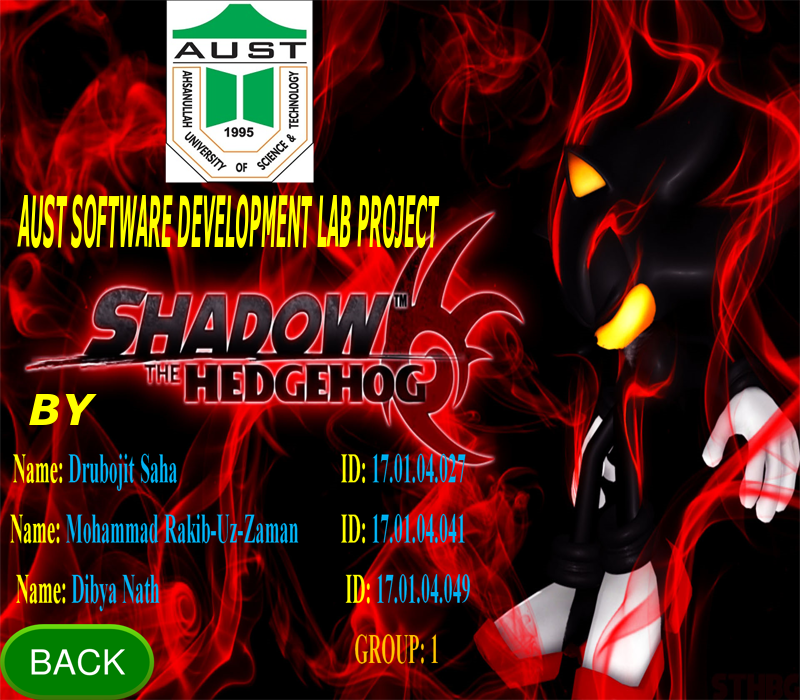 AUST
AHSANULLAH UNIVERSITY OF SCIENCE & TECHNOLOGY
1995
AUST SOFTWARE DEVELOPMENT LAB PROJECT
SHADOW™
THE HEDGEHOG
BY
Name: Drubojit Saha ID: 17.01.04.027
Name: Mohammad Rakib-Uz-Zaman ID: 17.01.04.041
Name: Dibya Nath ID: 17.01.04.049
GROUP: 1
BACK